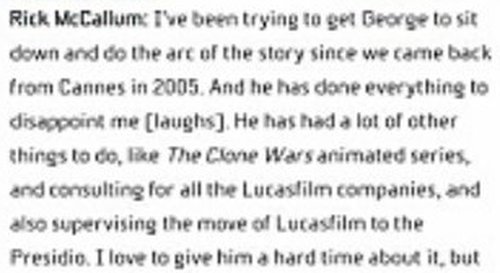 Rick McCallum: I've been trying to get George to sit
down and do the arc of the story since we came back
from Cannes in 2005. And he has done everything to
disappoint me [laughs]. He has had a lot of other
things to do, like The Clone Wars animated series,
and consulting for all the Lucasfilm companies, and
also supervising the move of Lucasfilm to the
Presidio. I love to give him a hard time about it, but